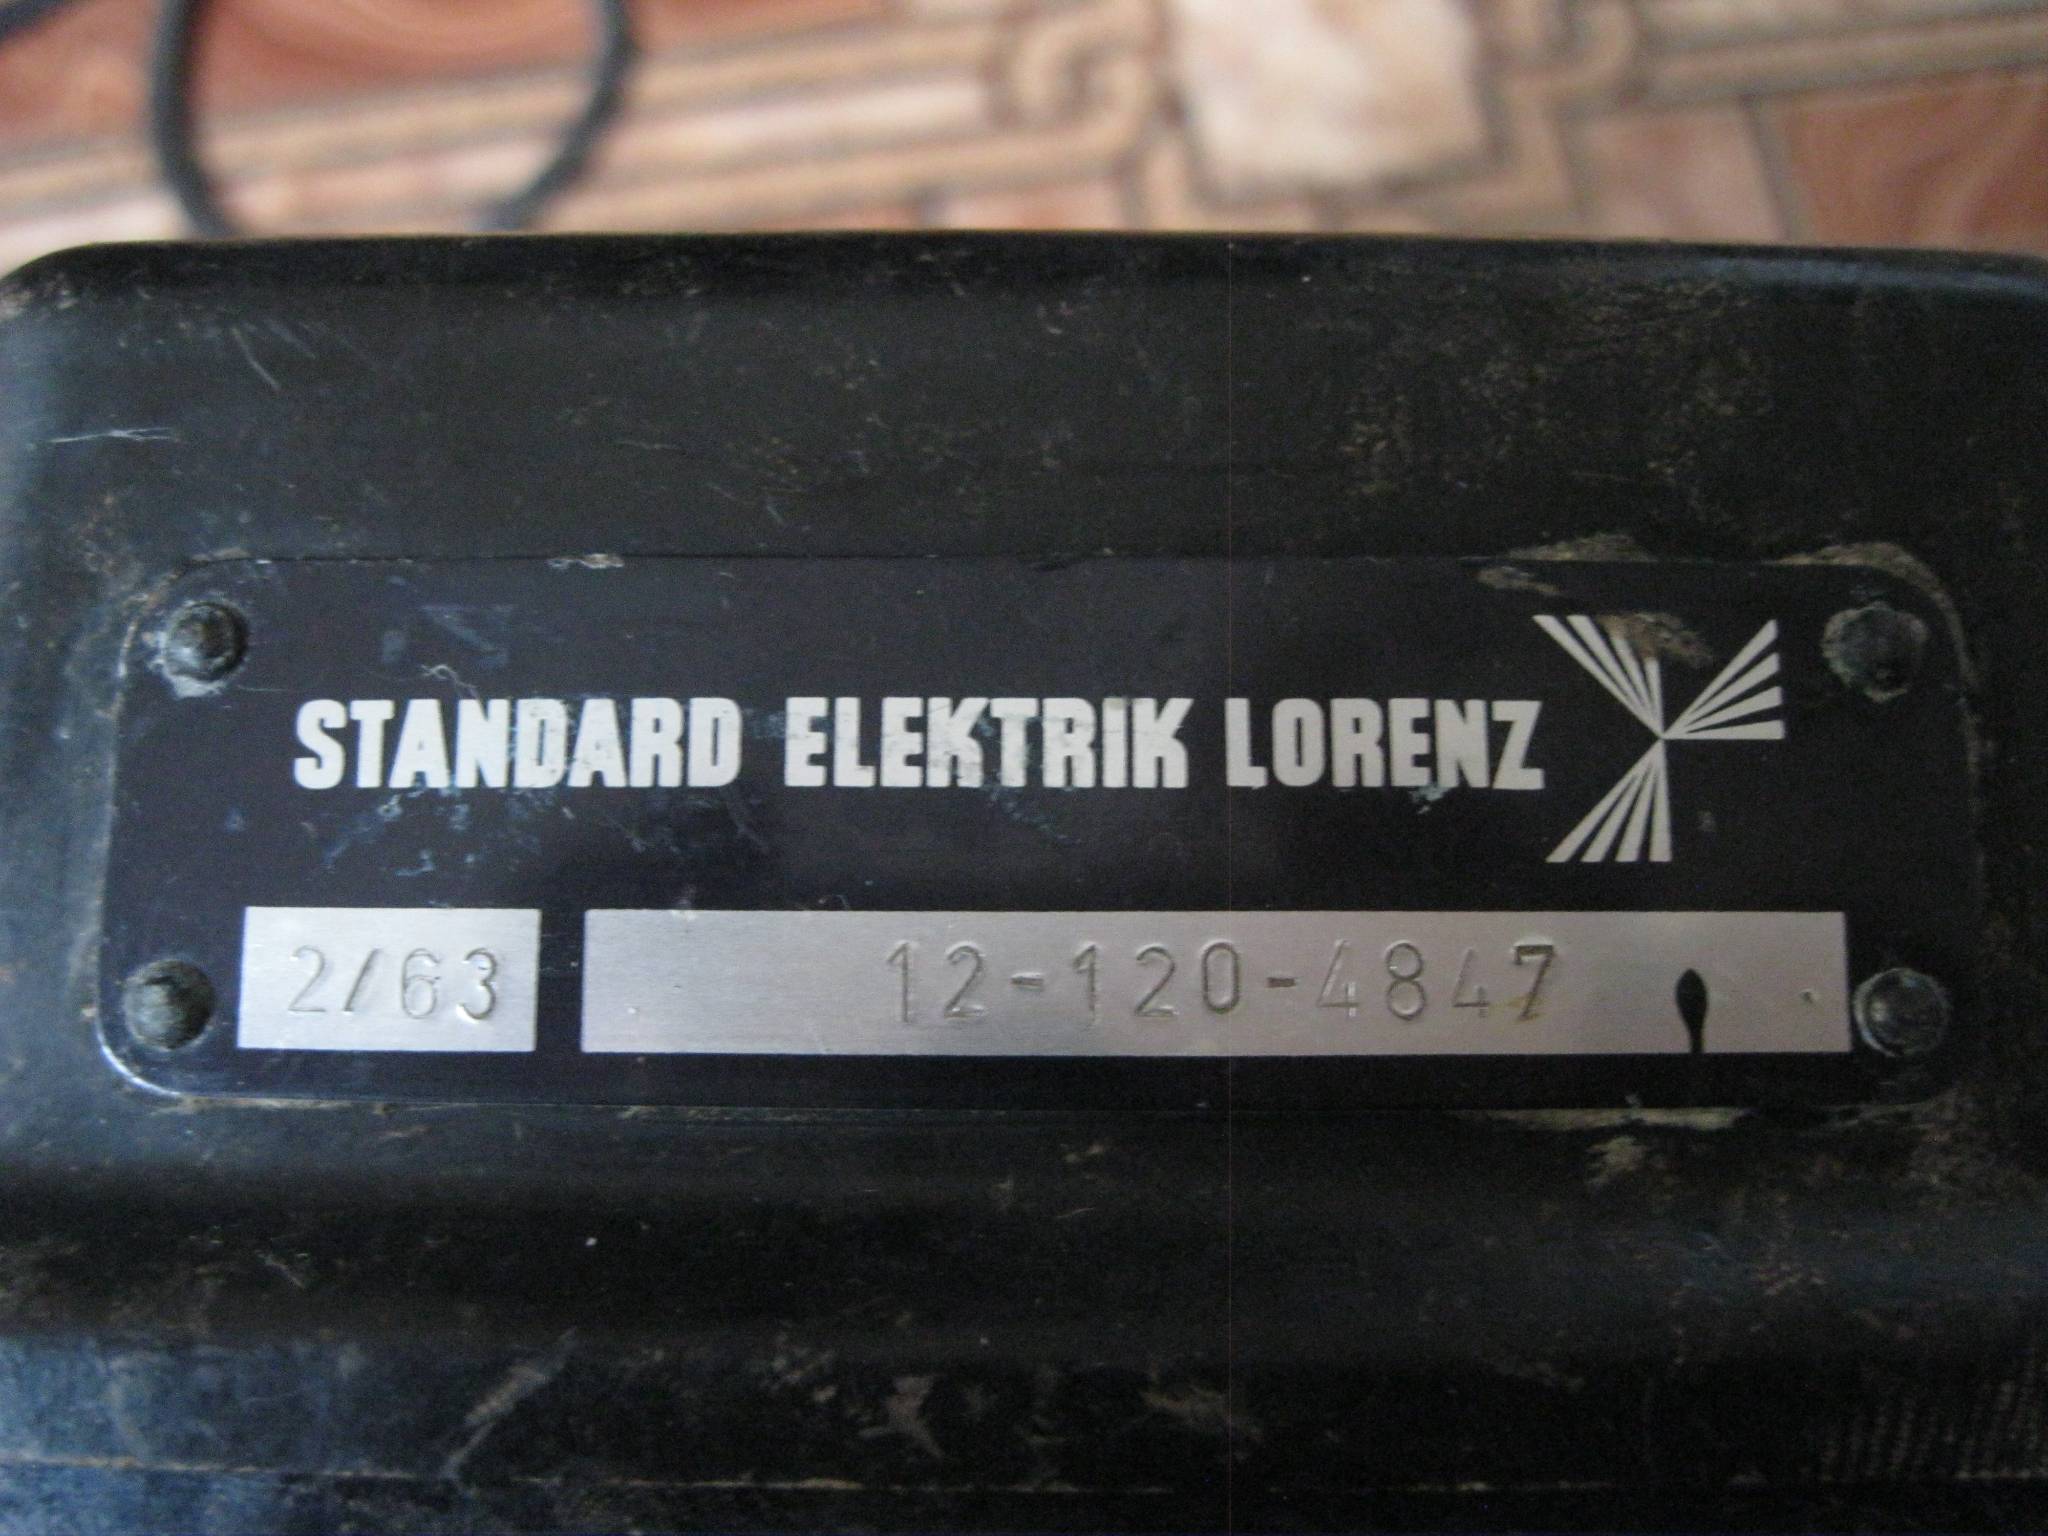 STANDARD ELEKTRIK LORENZ
2/63 12-120-4847